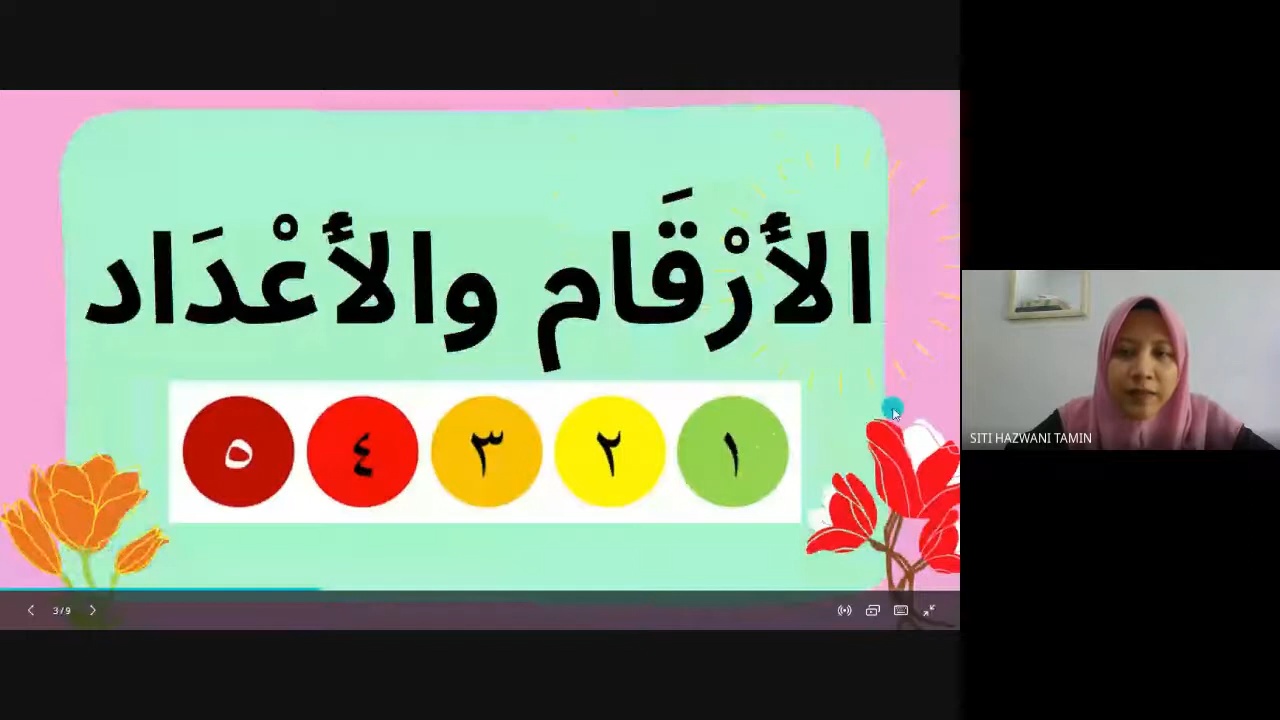 الأَرْقَام والأَعْدَاد
١ ٢ ٣ ٤ ٥
SITI HAZWANI TAMIN
3/9